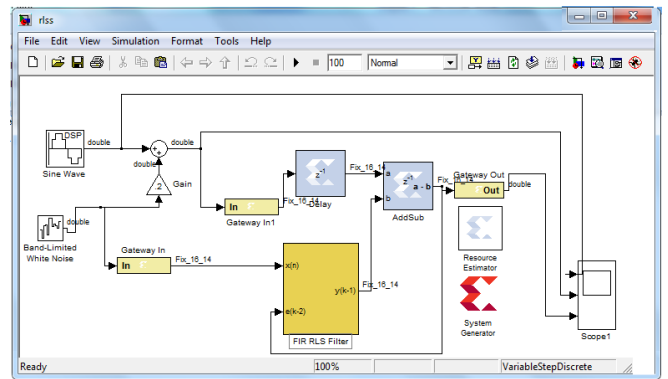 rlss
File Edit View Simulation Format Tools Help
100 Normal
DSP
double
double
double
Sine Wave
.2
Gain
z-1
Delay
Fix_16_14
a
b
z-1
a - b
AddSub
Fix_16_14
Gateway Out
Out
double
In
Gateway In1
Fix_16_14
double
Band-Limited
White Noise
Gateway In
In
Fix_16_14
x(n)
y(k-1)
e(k-2)
Fix_16_14
FIR RLS Filter
Resource
Estimator
System
Generator
Scope1
Ready 100% VariableStepDiscrete